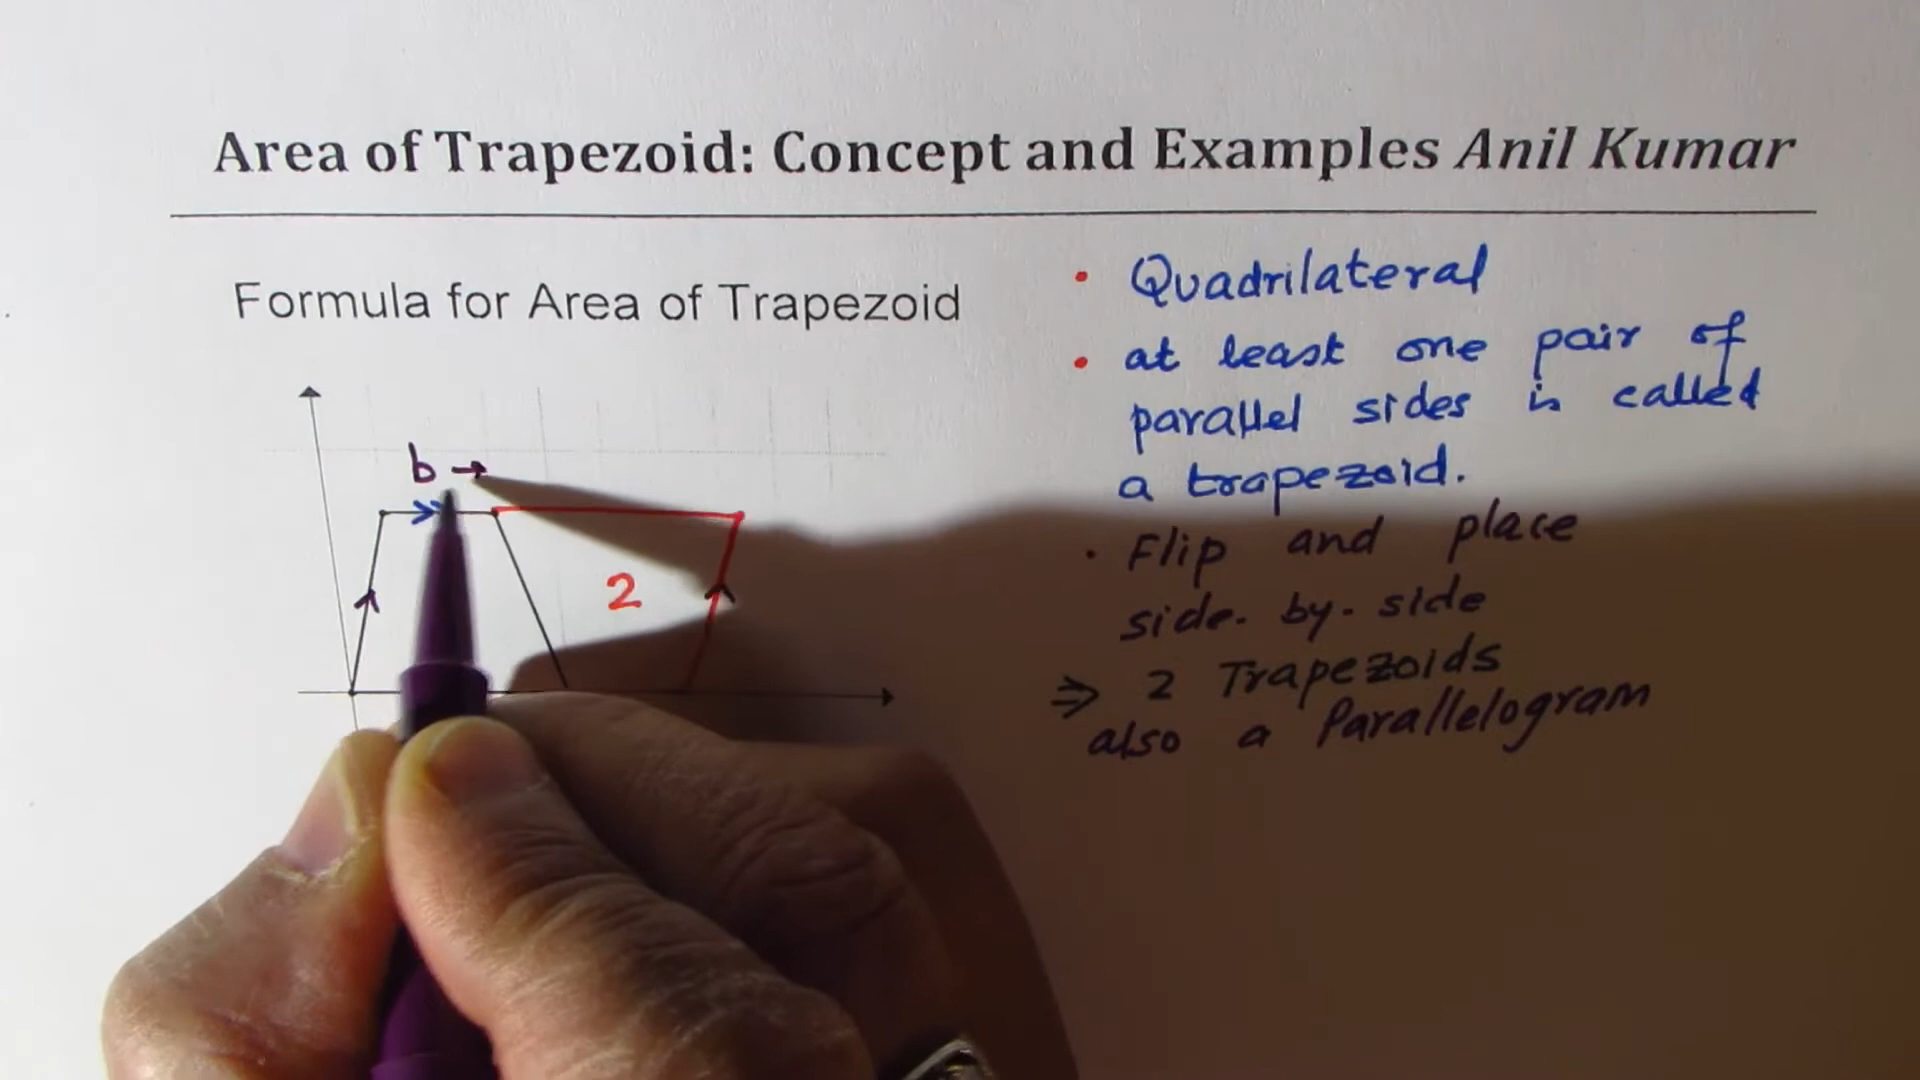 Area of Trapezoid: Concept and Examples Anil Kumar
Formula for Area of Trapezoid
• Quadrilateral
• at least one pair of
parallel sides is called
a trapezoid.
• Flip and place
side-by-side
⇒ 2 Trapezoids
also a Parallelogram
b →
2